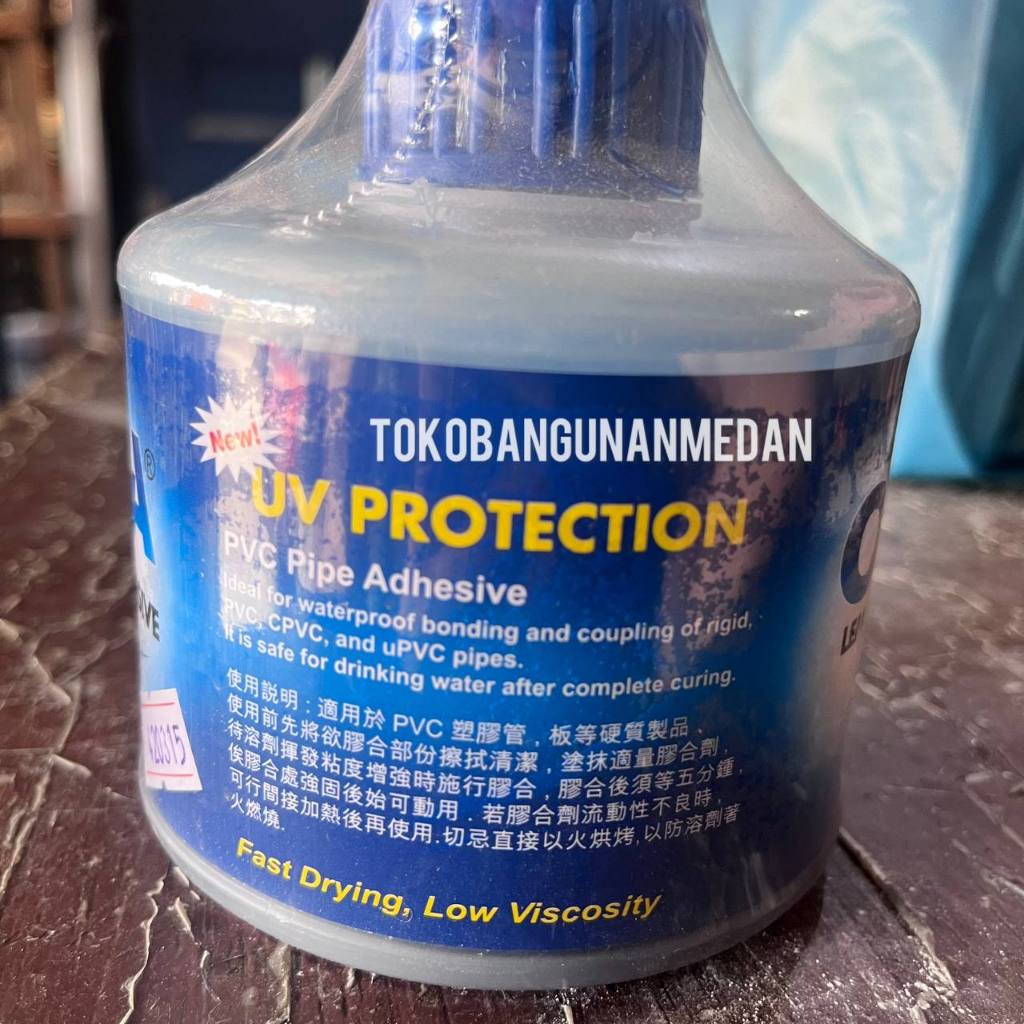 New!
TOKOBANGUNANMEDAN
UV PROTECTION
PVC Pipe Adhesive
Ideal for waterproof bonding and coupling of rigid,
PVC, CPVC, and uPVC pipes.
It is safe for drinking water after complete curing.
使用説明:適用於 PVC 塑膠管，板等硬質製品、
使用前先將欲膠合部份擦拭清潔，塗抹適量膠合劑，
待溶劑揮發粘度增強時施行膠合，膠合後須等五分鐘，
俟膠合處強固後始可動用．若膠合劑流動性不良時，
可行間接加熱後再使用.切忌直接以火烘烤,以防溶劑著
火燃燒.
Fast Drying, Low Viscosity
A®
420315